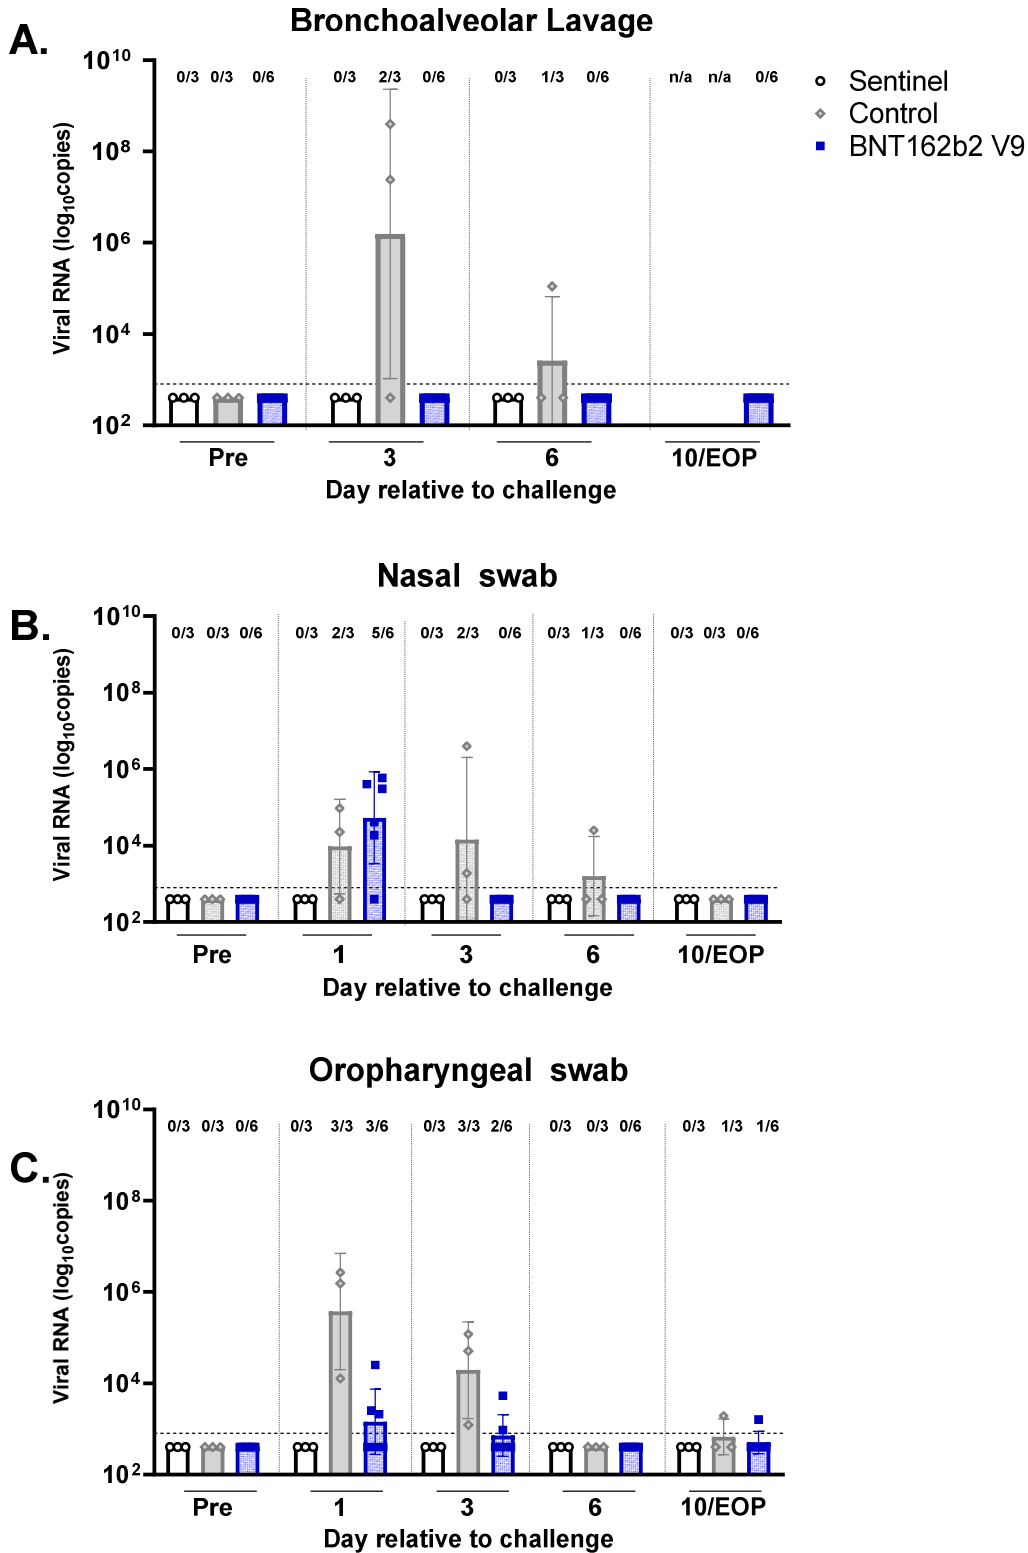 Bronchoalveolar Lavage
A.
10^10
0/3 0/3 0/6 0/3 2/3 0/6 0/3 1/3 0/6 n/a n/a 0/6
Sentinel
Control
BNT162b2 V9
10^8
10^6
10^4
10^2
Viral RNA (log10copies)
Pre 3 6 10/EOP
Day relative to challenge
Nasal swab
B.
10^10
0/3 0/3 0/6 0/3 2/3 5/6 0/3 2/3 0/6 0/3 1/3 0/6 0/3 0/3 0/6
10^8
10^6
10^4
10^2
Viral RNA (log10copies)
Pre 1 3 6 10/EOP
Day relative to challenge
Oropharyngeal swab
C.
10^10
0/3 0/3 0/6 0/3 3/3 3/6 0/3 3/3 2/6 0/3 0/3 0/6 0/3 1/3 1/6
10^8
10^6
10^4
10^2
Viral RNA (log10copies)
Pre 1 3 6 10/EOP
Day relative to challenge